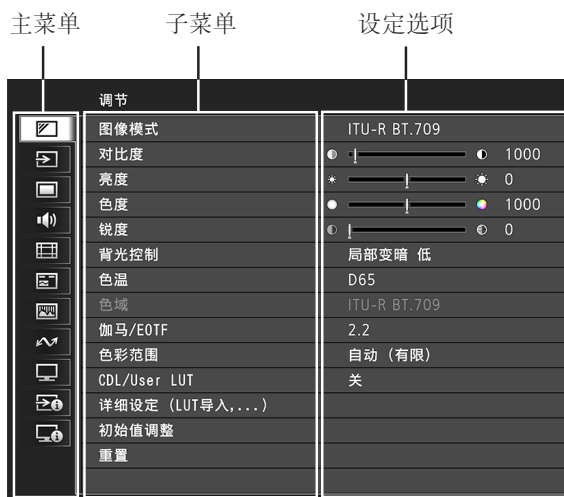 主菜单 子菜单 设定选项
调节
图像模式 ITU-R BT.709
对比度 1000
亮度 0
色度 1000
锐度 0
背光控制 局部变暗 低
色温 D65
色域 ITU-R BT.709
伽马/EOTF 2.2
色彩范围 自动 (有限)
CDL/User LUT 关
详细设定 (LUT导入,...)
初始值调整
重置